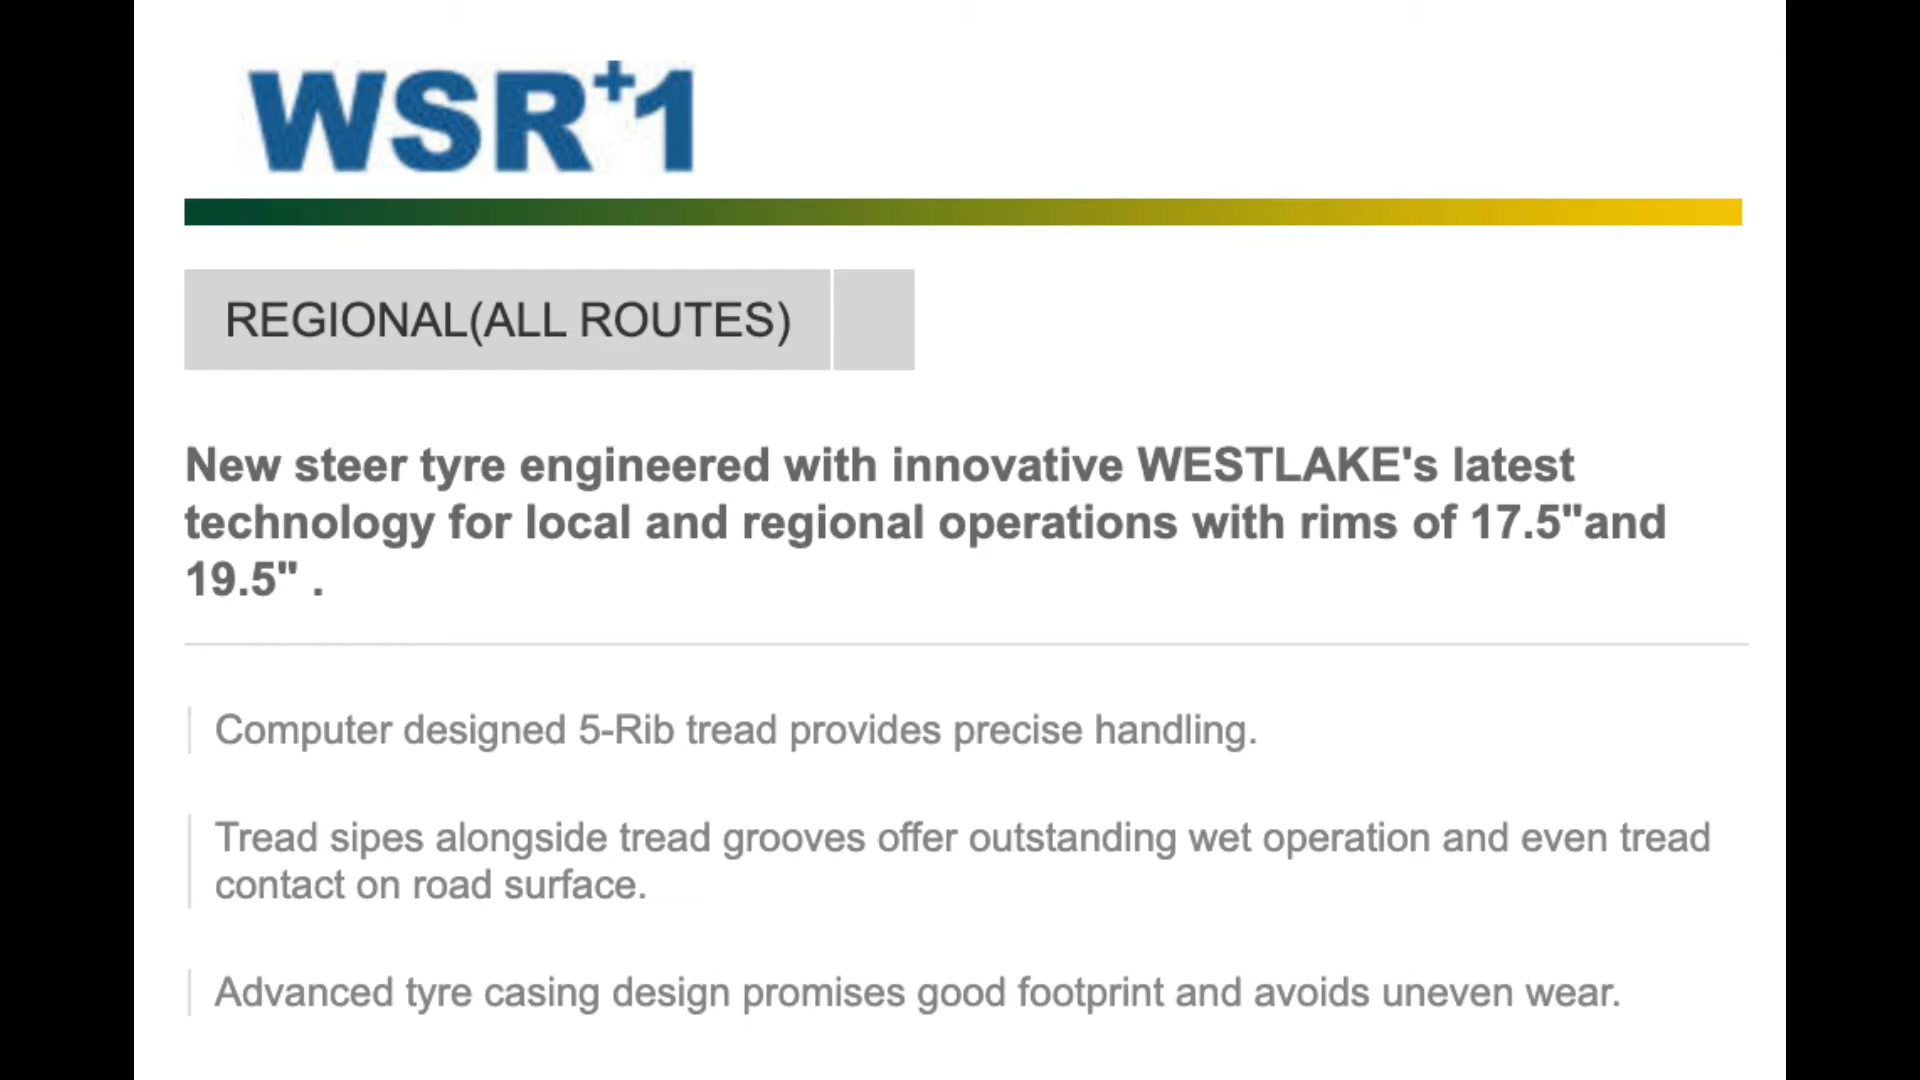 WSR+1
REGIONAL(ALL ROUTES)
New steer tyre engineered with innovative WESTLAKE's latest
technology for local and regional operations with rims of 17.5"and
19.5" .
Computer designed 5-Rib tread provides precise handling.
Tread sipes alongside tread grooves offer outstanding wet operation and even tread
contact on road surface.
Advanced tyre casing design promises good footprint and avoids uneven wear.